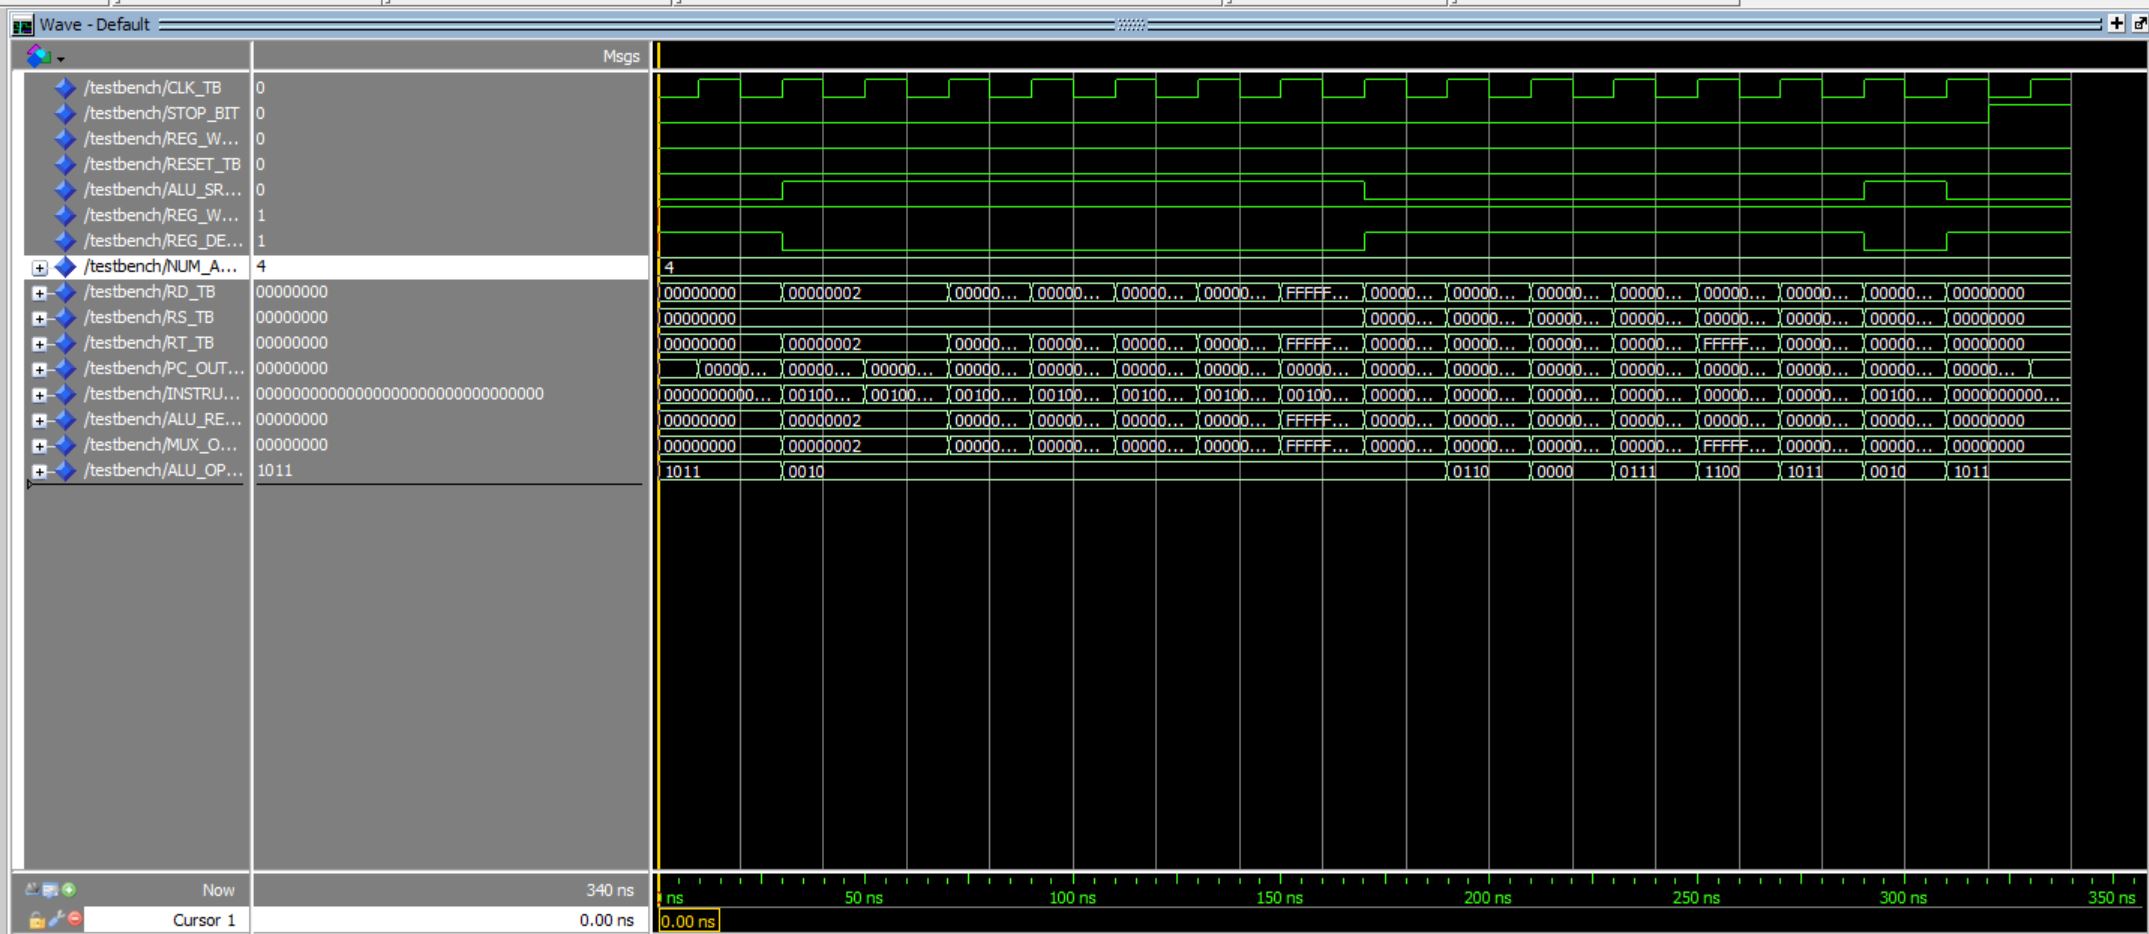 Wave - Default
Msgs
/testbench/CLK_TB 0
/testbench/STOP_BIT 0
/testbench/REG_W... 0
/testbench/RESET_TB 0
/testbench/ALU_SR... 0
/testbench/REG_W... 1
/testbench/REG_DE... 1
/testbench/NUM_A... 4 4
/testbench/RD_TB 00000000 00000000 00000002 00000... 00000... 00000... 00000... FFFFF... 00000... 00000... 00000... 00000... 00000... 00000... 00000... 00000000
/testbench/RS_TB 00000000 00000000 00000... 00000... 00000... 00000... 00000... 00000... 00000... 00000000
/testbench/RT_TB 00000000 00000000 00000002 00000... 00000... 00000... 00000... FFFFF... 00000... 00000... 00000... 00000... FFFFF... 00000... 00000... 00000000
/testbench/PC_OUT... 00000000 00000... 00000... 00000... 00000... 00000... 00000... 00000... 00000... 00000... 00000... 00000... 00000... 00000... 00000... 00000... 00000...
/testbench/INSTRU... 00000000000000000000000000000000 0000000000... 00100... 00100... 00100... 00100... 00100... 00100... 00100... 00000... 00000... 00000... 00000... 00000... 00000... 00100... 0000000000...
/testbench/ALU_RE... 00000000 00000000 00000002 00000... 00000... 00000... 00000... FFFFF... 00000... 00000... 00000... 00000... 00000... 00000... 00000... 00000000
/testbench/MUX_O... 00000000 00000000 00000002 00000... 00000... 00000... 00000... FFFFF... 00000... 00000... 00000... 00000... FFFFF... 00000... 00000... 00000000
/testbench/ALU_OP... 1011 1011 0010 0110 0000 0111 1100 1011 0010 1011
Now 340 ns ns 50 ns 100 ns 150 ns 200 ns 250 ns 300 ns 350 ns
Cursor 1 0.00 ns 0.00 ns